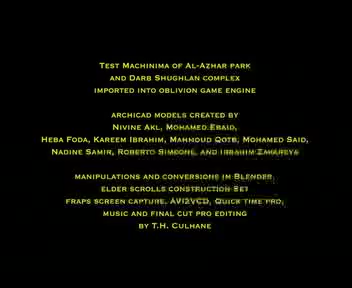 Test Machinima of Al-Azhar park
and Darb Shughlan complex
imported into oblivion game engine
archicad models created by
Nivine Akl, Mohamed Ebaid,
Heba Foda, Kareem Ibrahim, Mahmoud Qotb, Mohamed Said,
Nadine Samir, Roberto Simeone, and Ibrahim Zakareya
manipulations and conversions in Blender,
elder scrolls construction set
fraps screen capture, AVI2VCD, Quick time pro,
music and final cut pro editing
by T.H. Culhane